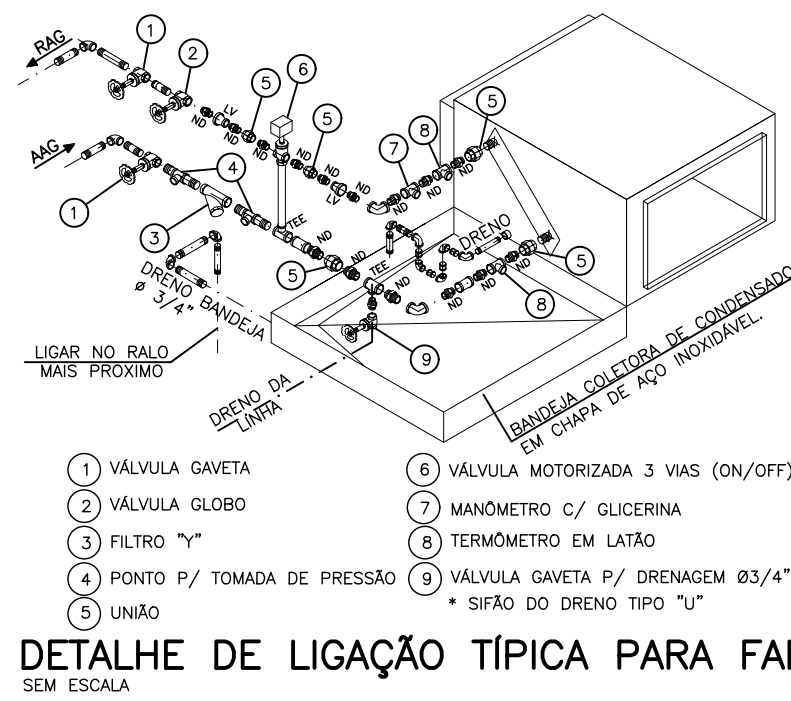 RAG
1
2
5
6
LV
ND
ND
ND
5
ND
ND
LV
ND
7
8
5
ND
ND
ND
AAG
1
4
3
TEE
ND
5
ND
TEE
ND
DRENO
ND
ND
ND
ND
5
8
9
DRENO BANDEJA
Ø 3/4"
LIGAR NO RALO
MAIS PROXIMO
DRENO DA
LINHA
BANDEJA COLETORA DE CONDENSADO
EM CHAPA DE AÇO INOXIDÁVEL.
1 VÁLVULA GAVETA
2 VÁLVULA GLOBO
3 FILTRO "Y"
4 PONTO P/ TOMADA DE PRESSÃO
5 UNIÃO
6 VÁLVULA MOTORIZADA 3 VIAS (ON/OFF)
7 MANÔMETRO C/ GLICERINA
8 TERMÔMETRO EM LATÃO
9 VÁLVULA GAVETA P/ DRENAGEM Ø3/4"
* SIFÃO DO DRENO TIPO "U"
DETALHE DE LIGAÇÃO TÍPICA PARA
SEM ESCALA